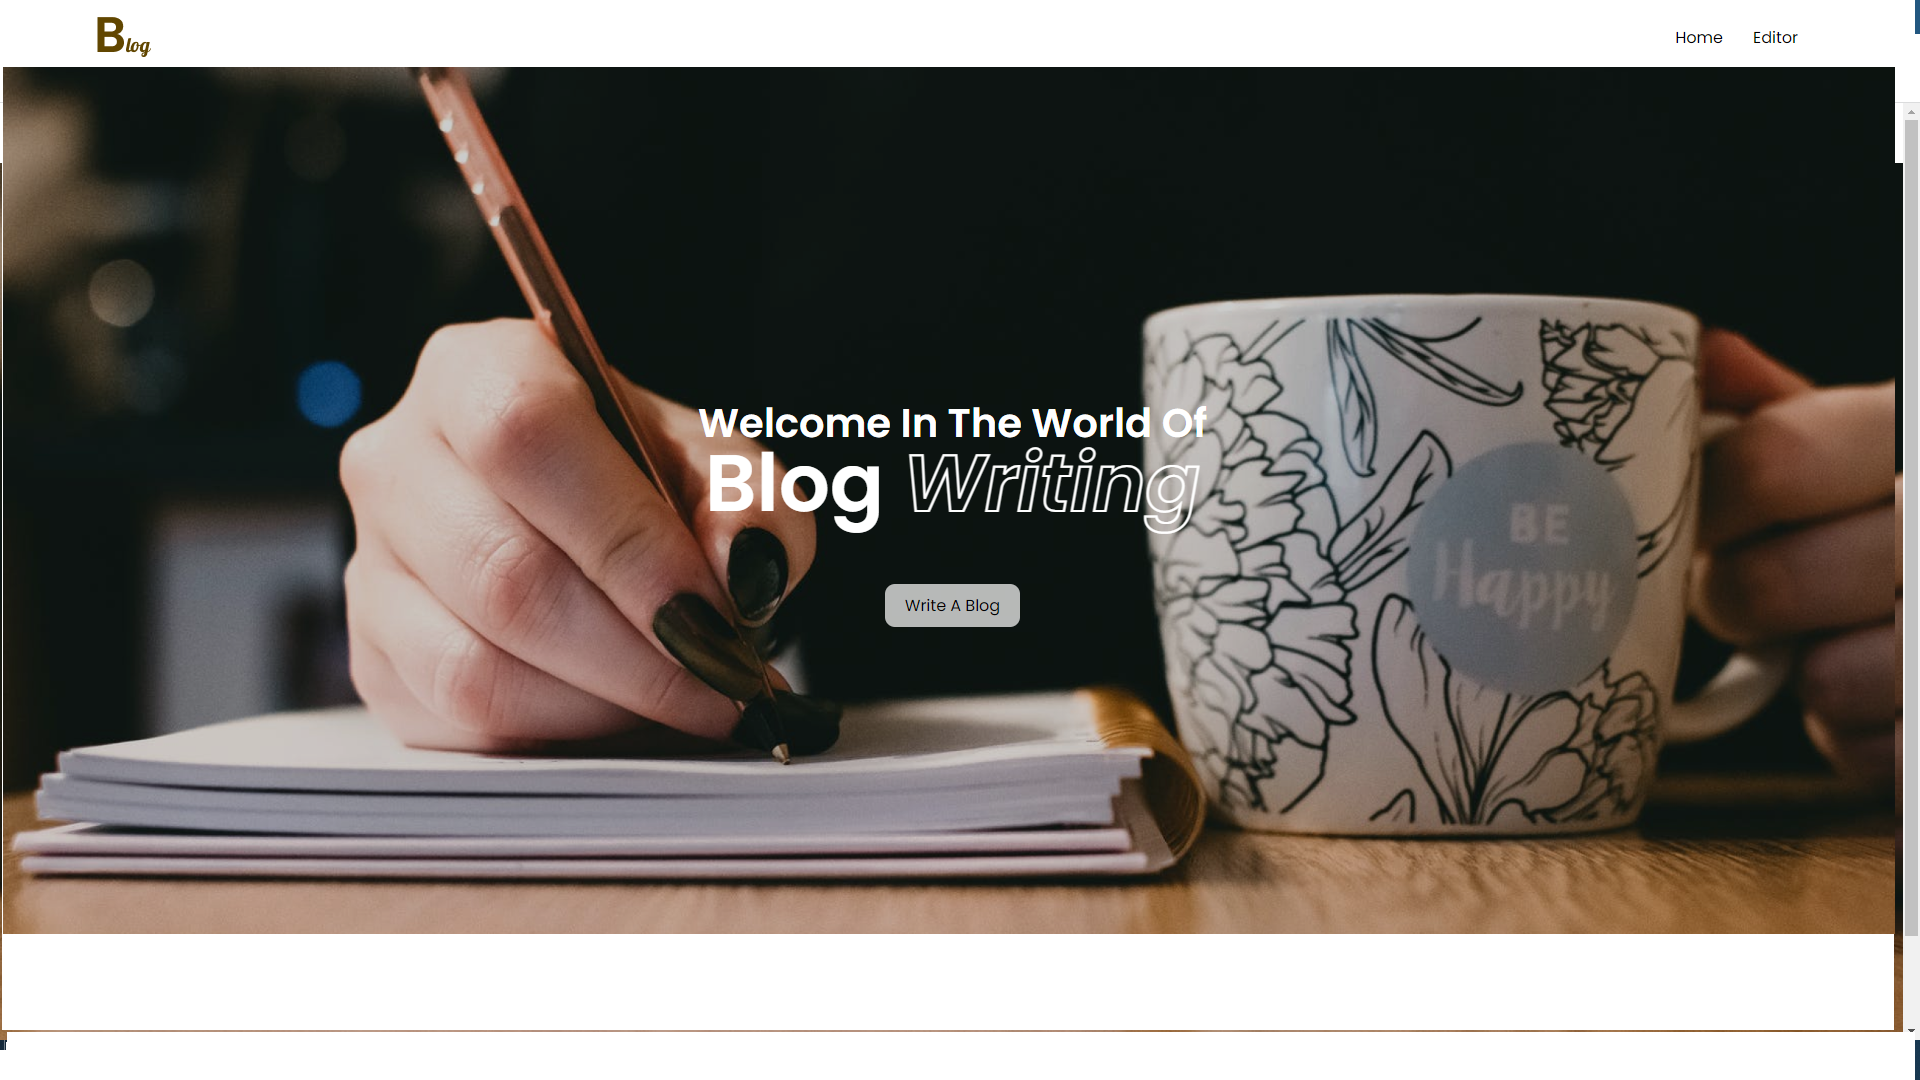 Blog
Home Editor
Welcome In The World Of
Blog Writing
Write A Blog
BE
Happy